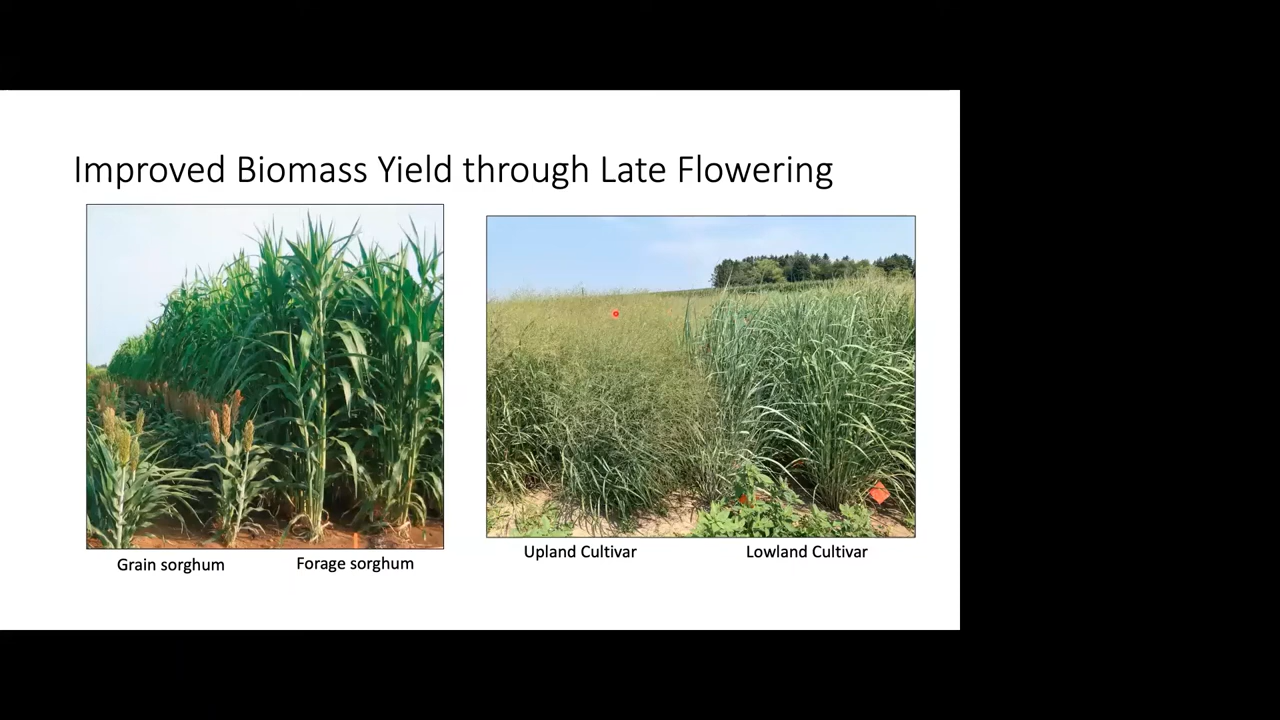 Improved Biomass Yield through Late Flowering
Grain sorghum
Forage sorghum
Upland Cultivar
Lowland Cultivar